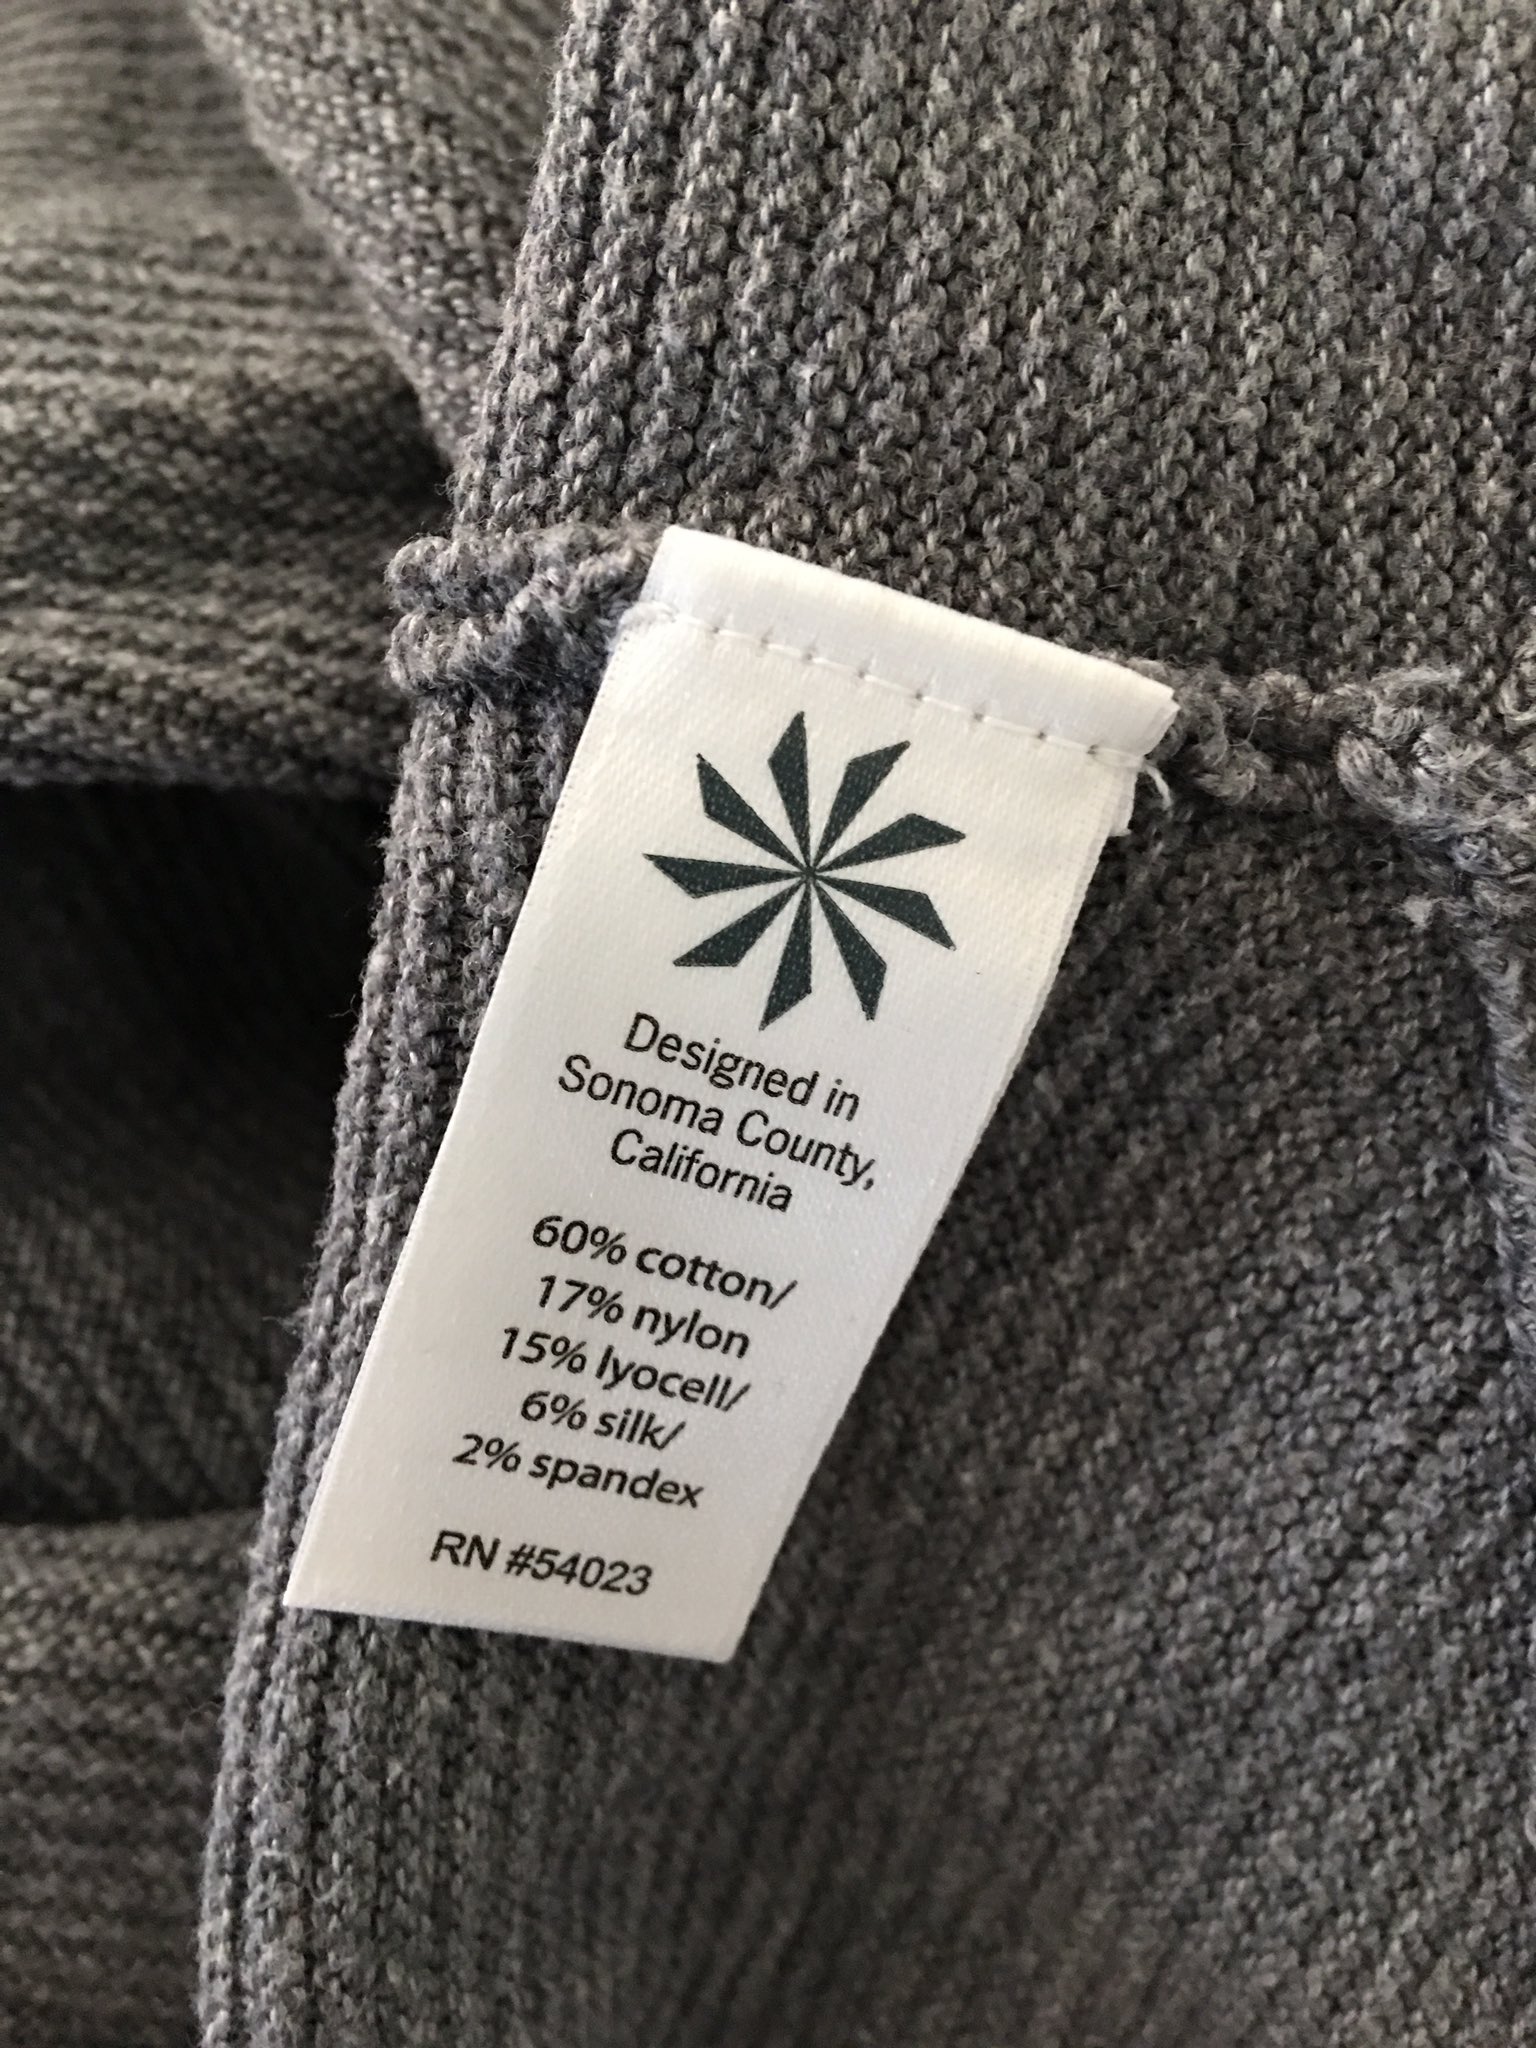 Designed in
Sonoma County,
California
60% cotton/
17% nylon
15% lyocell/
6% silk/
2% spandex
RN #54023